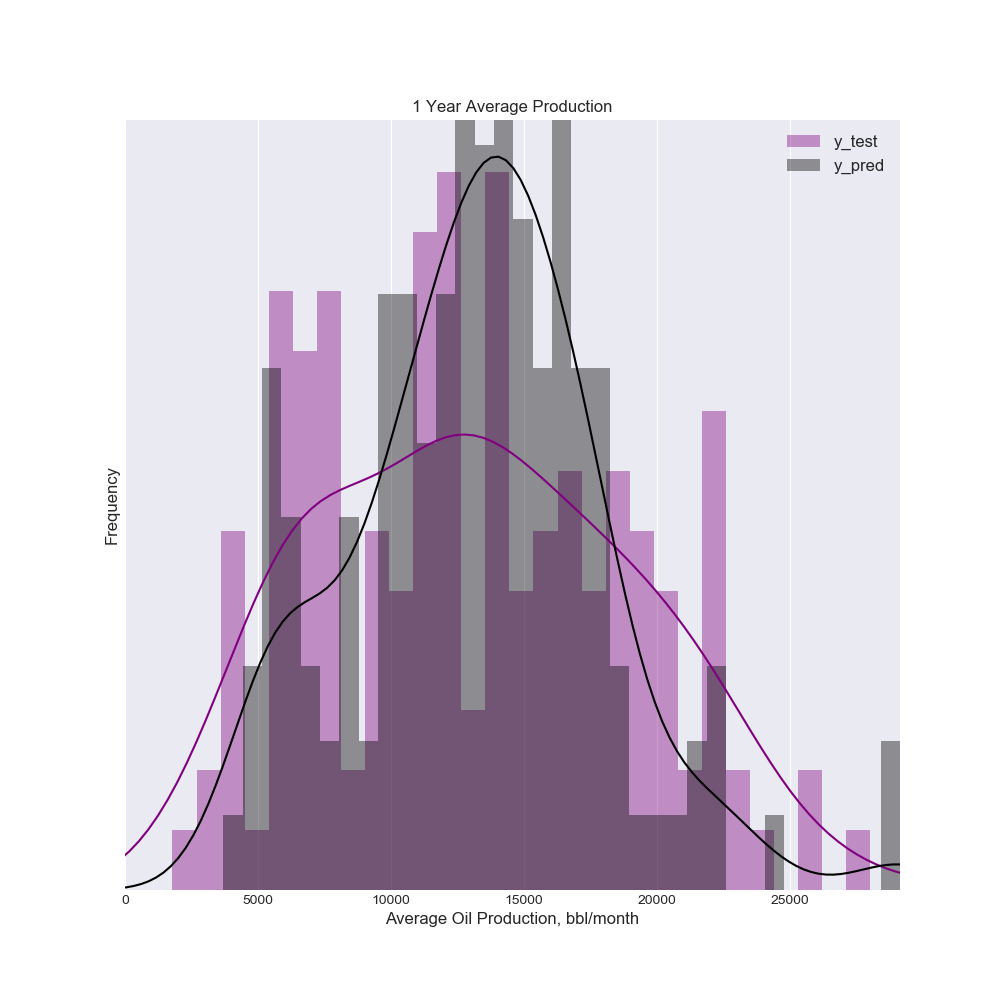 1 Year Average Production
y_test
y_pred
Frequency
0 5000 10000 15000 20000 25000
Average Oil Production, bbl/month